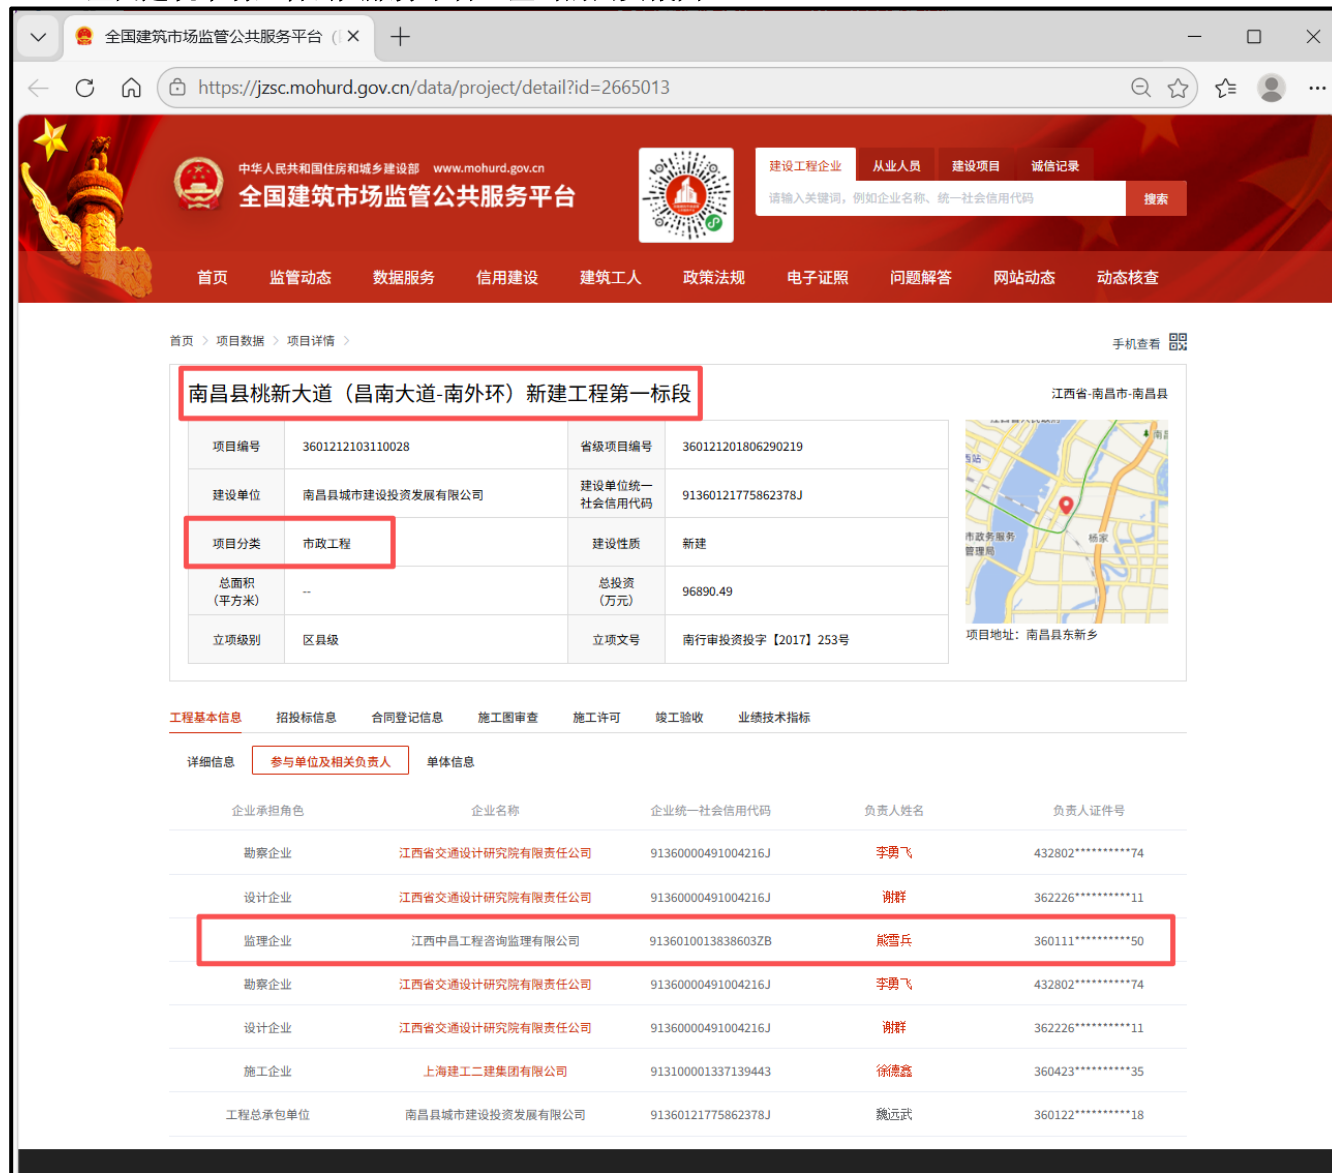 全国建筑市场监管公共服务平台（
https://jzsc.mohurd.gov.cn/data/project/detail?id=2665013
中华人民共和国住房和城乡建设部 www.mohurd.gov.cn
全国建筑市场监管公共服务平台
建设工程企业 从业人员 建设项目 诚信记录
请输入关键词，例如企业名称、统一社会信用代码 搜索
首页 监管动态 数据服务 信用建设 建筑工人 政策法规 电子证照 问题解答 网站动态 动态核查
首页 > 项目数据 > 项目详情 >
手机查看
南昌县桃新大道（昌南大道-南外环）新建工程第一标段
江西省-南昌市-南昌县
项目编号 3601212103110028 省级项目编号 360121201806290219
建设单位 南昌县城市建设投资发展有限公司 建设单位统一社会信用代码 91360121775862378J
项目分类 市政工程 建设性质 新建
总面积（平方米） -- 总投资（万元） 96890.49
立项级别 区县级 立项文号 南行审投资投字【2017】253号
市政务服务
管理局
杨家
项目地址：南昌县东新乡
工程基本信息 招投标信息 合同登记信息 施工图审查 施工许可 竣工验收 业绩技术指标
详细信息 参与单位及相关负责人 单体信息
企业承担角色 企业名称 企业统一社会信用代码 负责人姓名 负责人证件号
勘察企业 江西省交通设计研究院有限责任公司 91360000491004216J 李勇飞 432802**********74
设计企业 江西省交通设计研究院有限责任公司 91360000491004216J 谢群 362226**********11
监理企业 江西中昌工程咨询监理有限公司 9136010013838603ZB 熊雪兵 360111**********50
勘察企业 江西省交通设计研究院有限责任公司 91360000491004216J 李勇飞 432802**********74
设计企业 江西省交通设计研究院有限责任公司 91360000491004216J 谢群 362226**********11
施工企业 上海建工二建集团有限公司 913100001337139443 徐德鑫 360423**********35
工程总承包单位 南昌县城市建设投资发展有限公司 91360121775862378J 魏远武 360122**********18